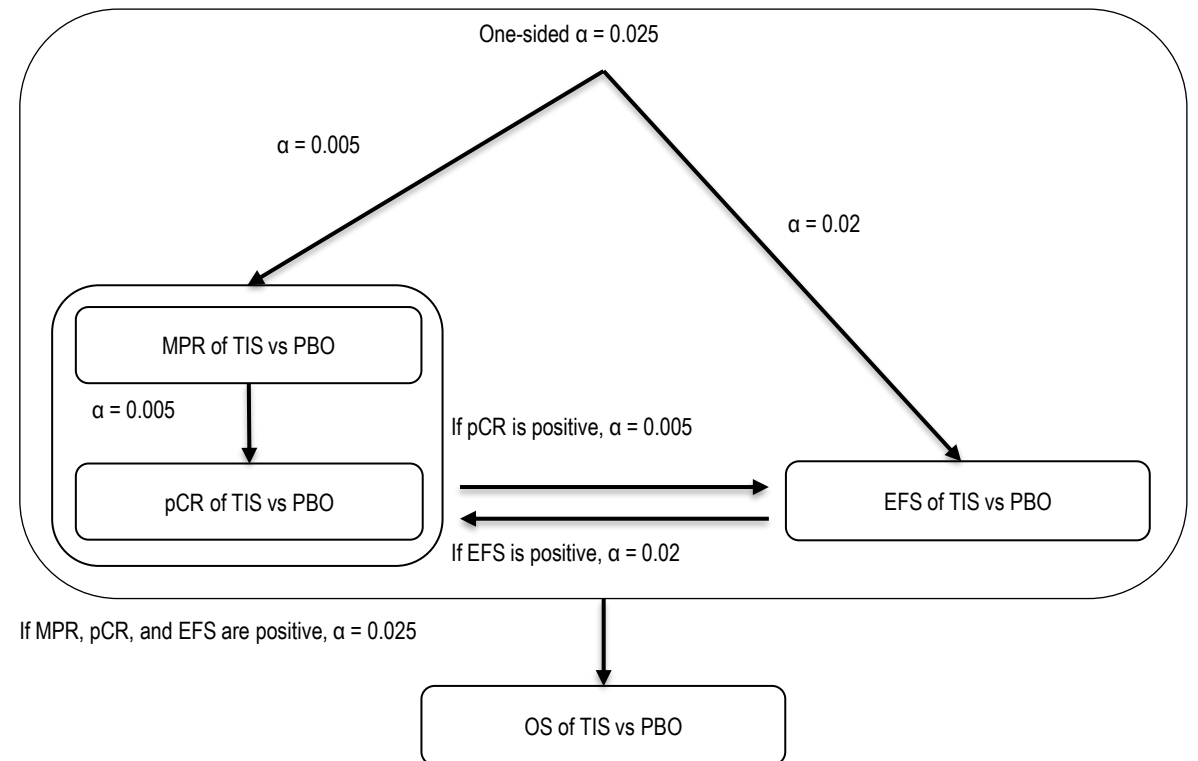 One-sided α = 0.025
α = 0.005
α = 0.02
MPR of TIS vs PBO
α = 0.005
If pCR is positive, α = 0.005
pCR of TIS vs PBO
EFS of TIS vs PBO
If EFS is positive, α = 0.02
If MPR, pCR, and EFS are positive, α = 0.025
OS of TIS vs PBO